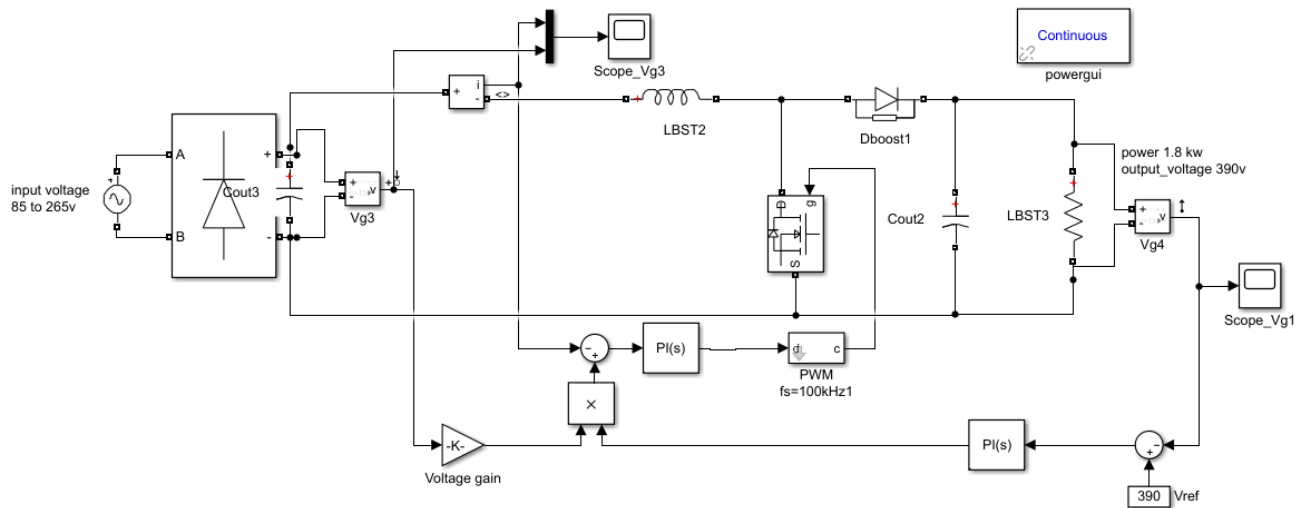 Continuous
powergui
Scope_Vg3
i
+
-
<>
LBST2
Dboost1
input voltage
85 to 265v
A
B
+
-
Cout3
+
-
v
Vg3
D
g
S
Cout2
LBST3
power 1.8 kw
output_voltage 390v
+
-
v
Vg4
Scope_Vg1
PI(s)
d
c
PWM
fs=100kHz1
×
-K-
Voltage gain
PI(s)
390
Vref